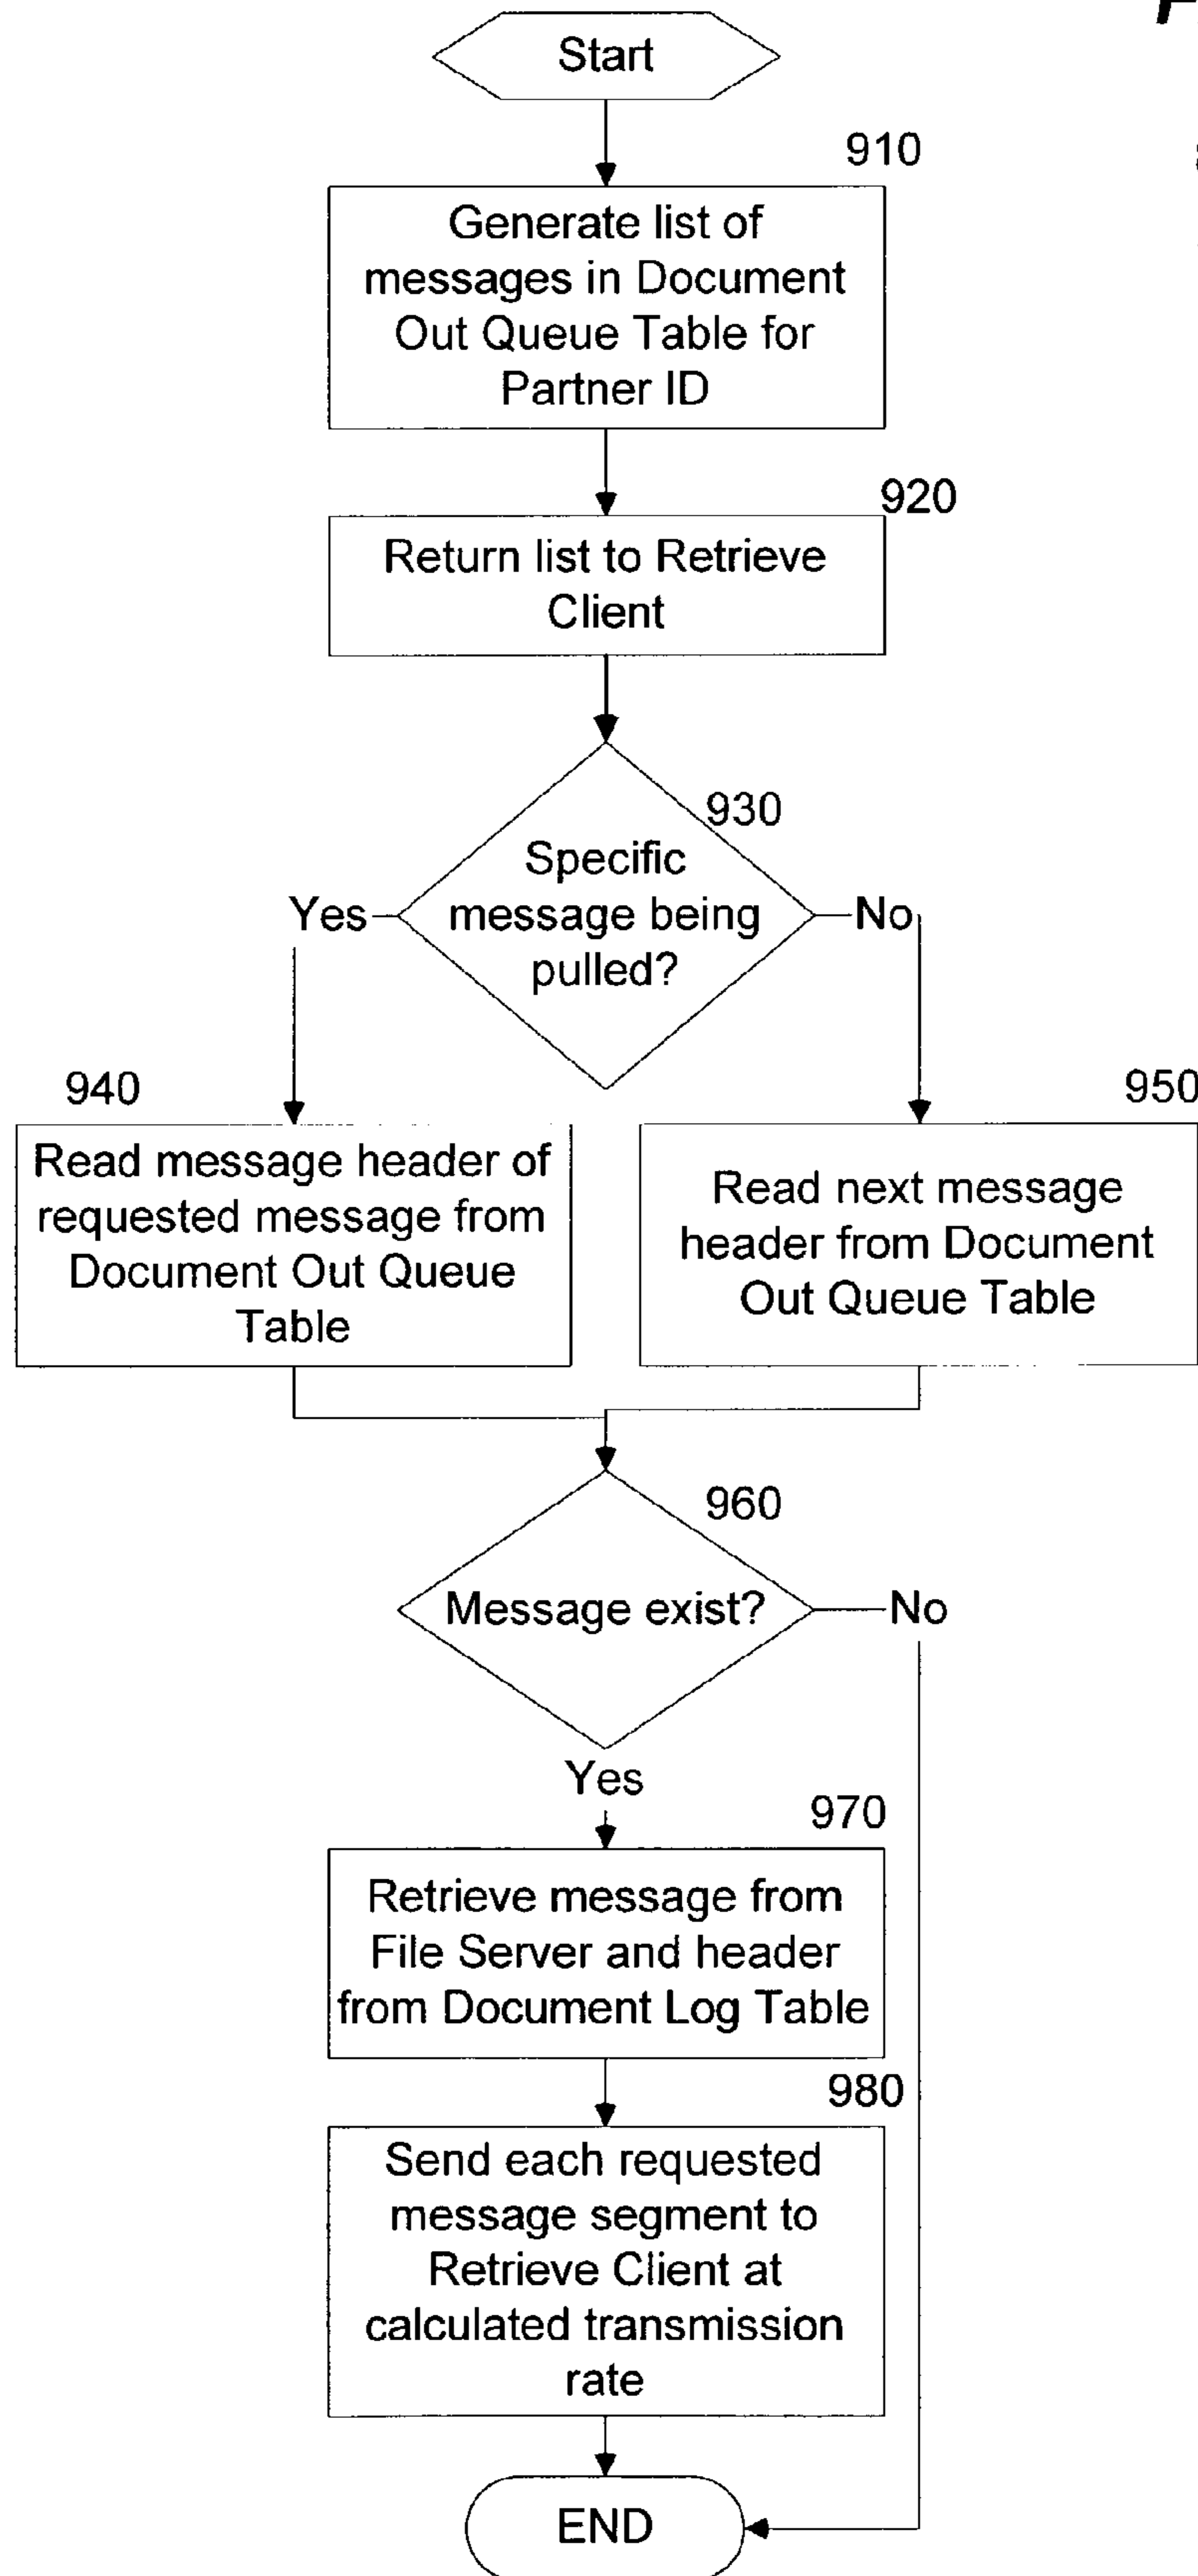 Start
910
Generate list of
messages in Document
Out Queue Table for
Partner ID
920
Return list to Retrieve
Client
930
Specific
message being
pulled?
Yes
No
940
Read message header of
requested message from
Document Out Queue
Table
950
Read next message
header from Document
Out Queue Table
960
Message exist?
No
Yes
970
Retrieve message from
File Server and header
from Document Log Table
980
Send each requested
message segment to
Retrieve Client at
calculated transmission
rate
END